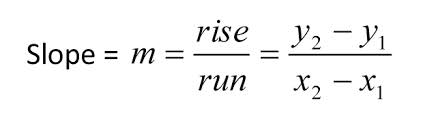 Slope = m = rise/run = (y₂ − y₁)/(x₂ − x₁)